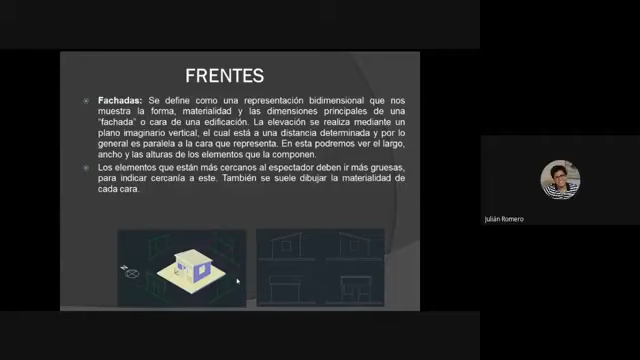 FRENTES
Fachadas: Se define como una representación bidimensional que nos
muestra la forma, materialidad y las dimensiones principales de una
"fachada" o cara de una edificación. La elevación se realiza mediante un
plano imaginario vertical, el cual está a una distancia determinada y por lo
general es paralela a la cara que representa. En esta podremos ver el largo,
ancho y las alturas de los elementos que la componen.
Los elementos que están más cercanos al espectador deben ir más gruesas,
para indicar cercanía a este. También se suele dibujar la materialidad de
cada cara.
Julián Romero